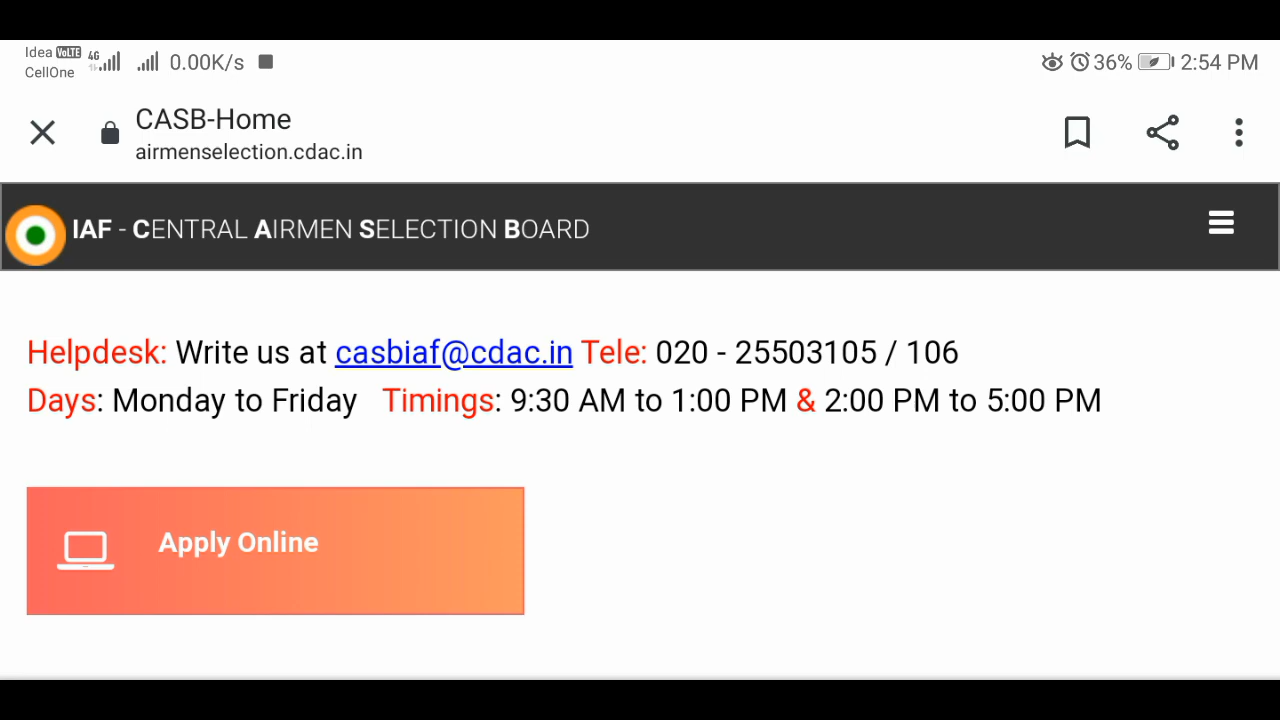 Idea VoLTE 4G 0.00K/s 36% 2:54 PM
CellOne
CASB-Home
airmenselection.cdac.in
IAF - CENTRAL AIRMEN SELECTION BOARD
Helpdesk: Write us at casbiaf@cdac.in Tele: 020 - 25503105 / 106
Days: Monday to Friday Timings: 9:30 AM to 1:00 PM & 2:00 PM to 5:00 PM
Apply Online